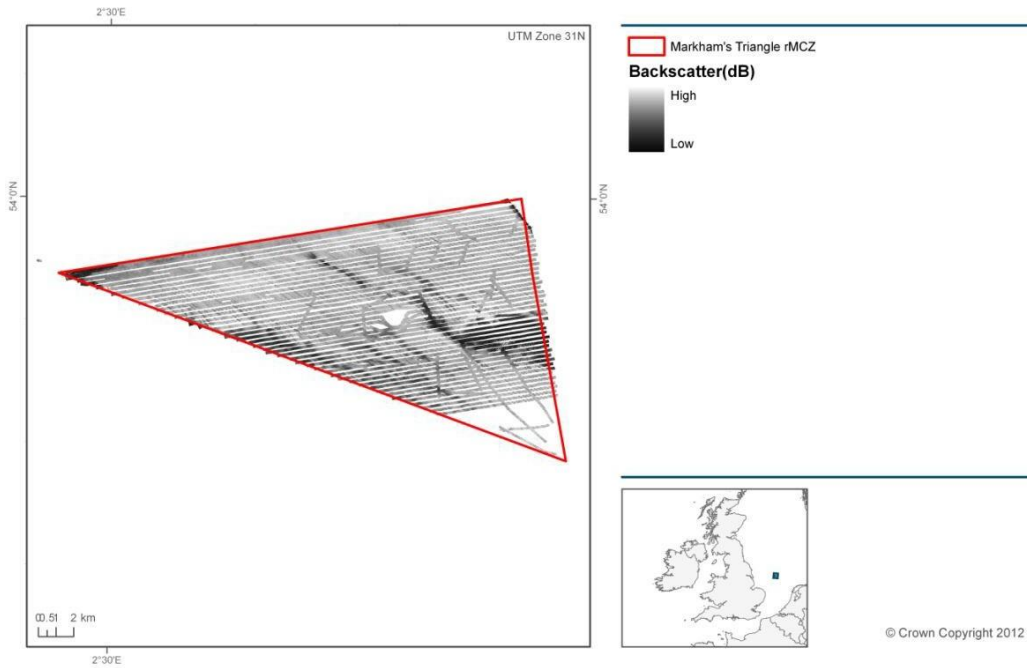 2°30'E
UTM Zone 31N
54°0'N
54°0'N
Markham's Triangle rMCZ
Backscatter(dB)
High
Low
0 0.5 1 2 km
2°30'E
© Crown Copyright 2012